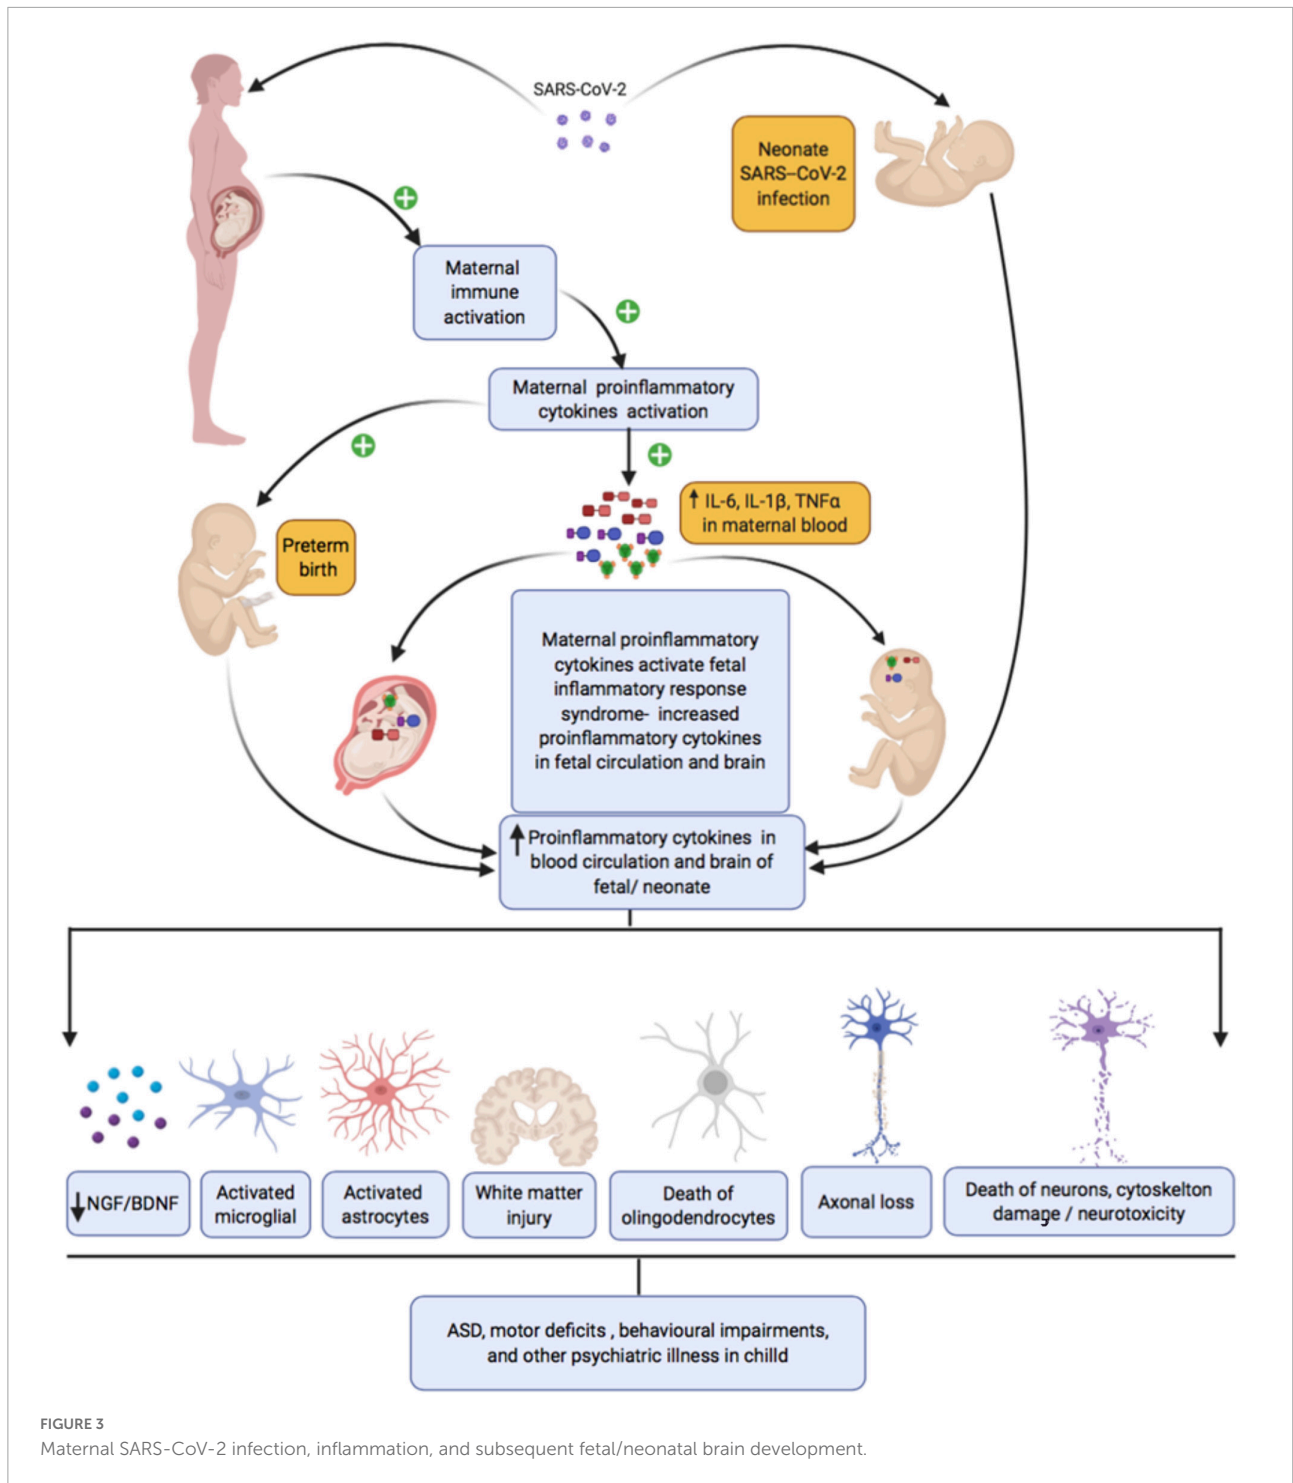 SARS-CoV-2
Neonate
SARS–CoV-2
infection
Maternal
immune
activation
Maternal proinflammatory
cytokines activation
↑ IL-6, IL-1β, TNFα
in maternal blood
Preterm
birth
Maternal proinflammatory
cytokines activate fetal
inflammatory response
syndrome- increased
proinflammatory cytokines
in fetal circulation and brain
↑ Proinflammatory cytokines in
blood circulation and brain of
fetal/ neonate
↓ NGF/BDNF
Activated
microglial
Activated
astrocytes
White matter
injury
Death of
olingodendrocytes
Axonal loss
Death of neurons, cytoskelton
damage / neurotoxicity
ASD, motor deficits , behavioural impairments,
and other psychiatric illness in chilld
FIGURE 3
Maternal SARS-CoV-2 infection, inflammation, and subsequent fetal/neonatal brain development.